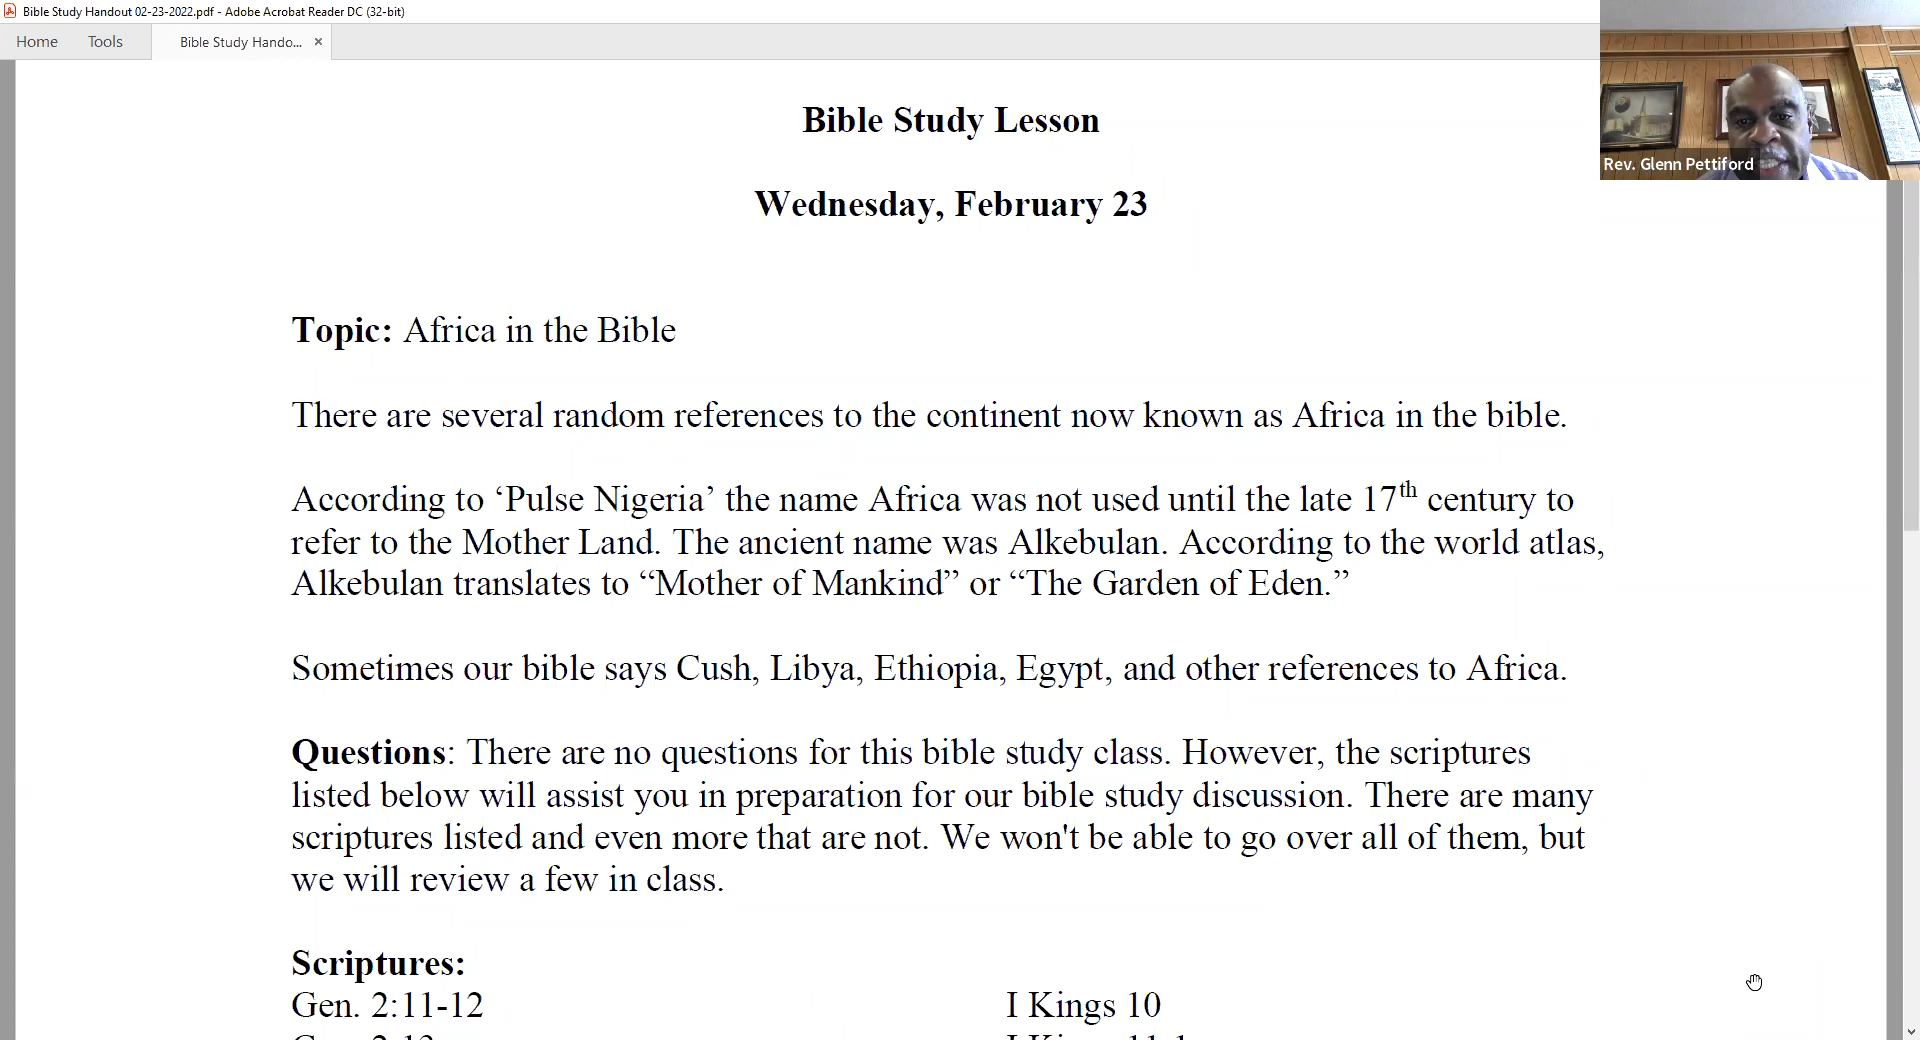 Bible Study Handout 02-23-2022.pdf - Adobe Acrobat Reader DC (32-bit)
Home Tools Bible Study Hando... ×
Rev. Glenn Pettiford
Bible Study Lesson
Wednesday, February 23
Topic: Africa in the Bible
There are several random references to the continent now known as Africa in the bible.
According to ‘Pulse Nigeria’ the name Africa was not used until the late 17th century to
refer to the Mother Land. The ancient name was Alkebulan. According to the world atlas,
Alkebulan translates to “Mother of Mankind” or “The Garden of Eden.”
Sometimes our bible says Cush, Libya, Ethiopia, Egypt, and other references to Africa.
Questions: There are no questions for this bible study class. However, the scriptures
listed below will assist you in preparation for our bible study discussion. There are many
scriptures listed and even more that are not. We won't be able to go over all of them, but
we will review a few in class.
Scriptures:
Gen. 2:11-12 I Kings 10